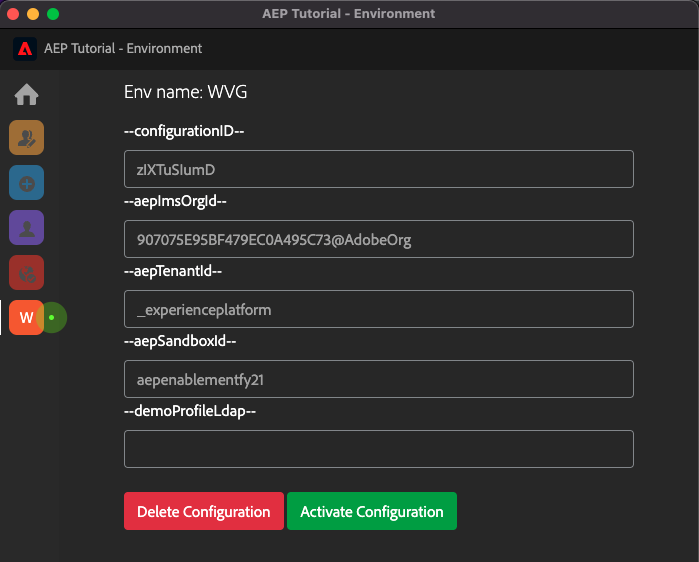 AEP Tutorial - Environment
AEP Tutorial - Environment
Env name: WVG
--configurationID--
zIXTuSIumD
--aepImsOrgId--
907075E95BF479EC0A495C73@AdobeOrg
--aepTenantId--
_experienceplatform
--aepSandboxId--
aepenablementfy21
--demoProfileLdap--
W
Delete Configuration
Activate Configuration